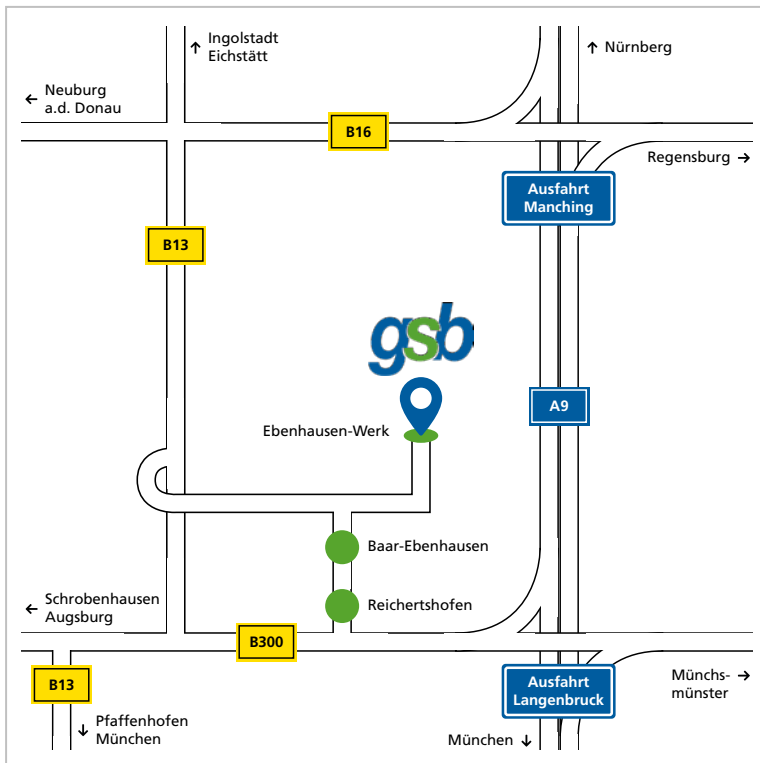 ↑ Ingolstadt
Eichstätt
↑ Nürnberg
← Neuburg
a.d. Donau
B16
Regensburg →
Ausfahrt
Manching
B13
gsb
A9
Ebenhausen-Werk
Baar-Ebenhausen
← Schrobenhausen
Augsburg
Reichertshofen
B300
B13
Ausfahrt
Langenbruck
Münchs- →
münster
↓ Pfaffenhofen
München
München ↓